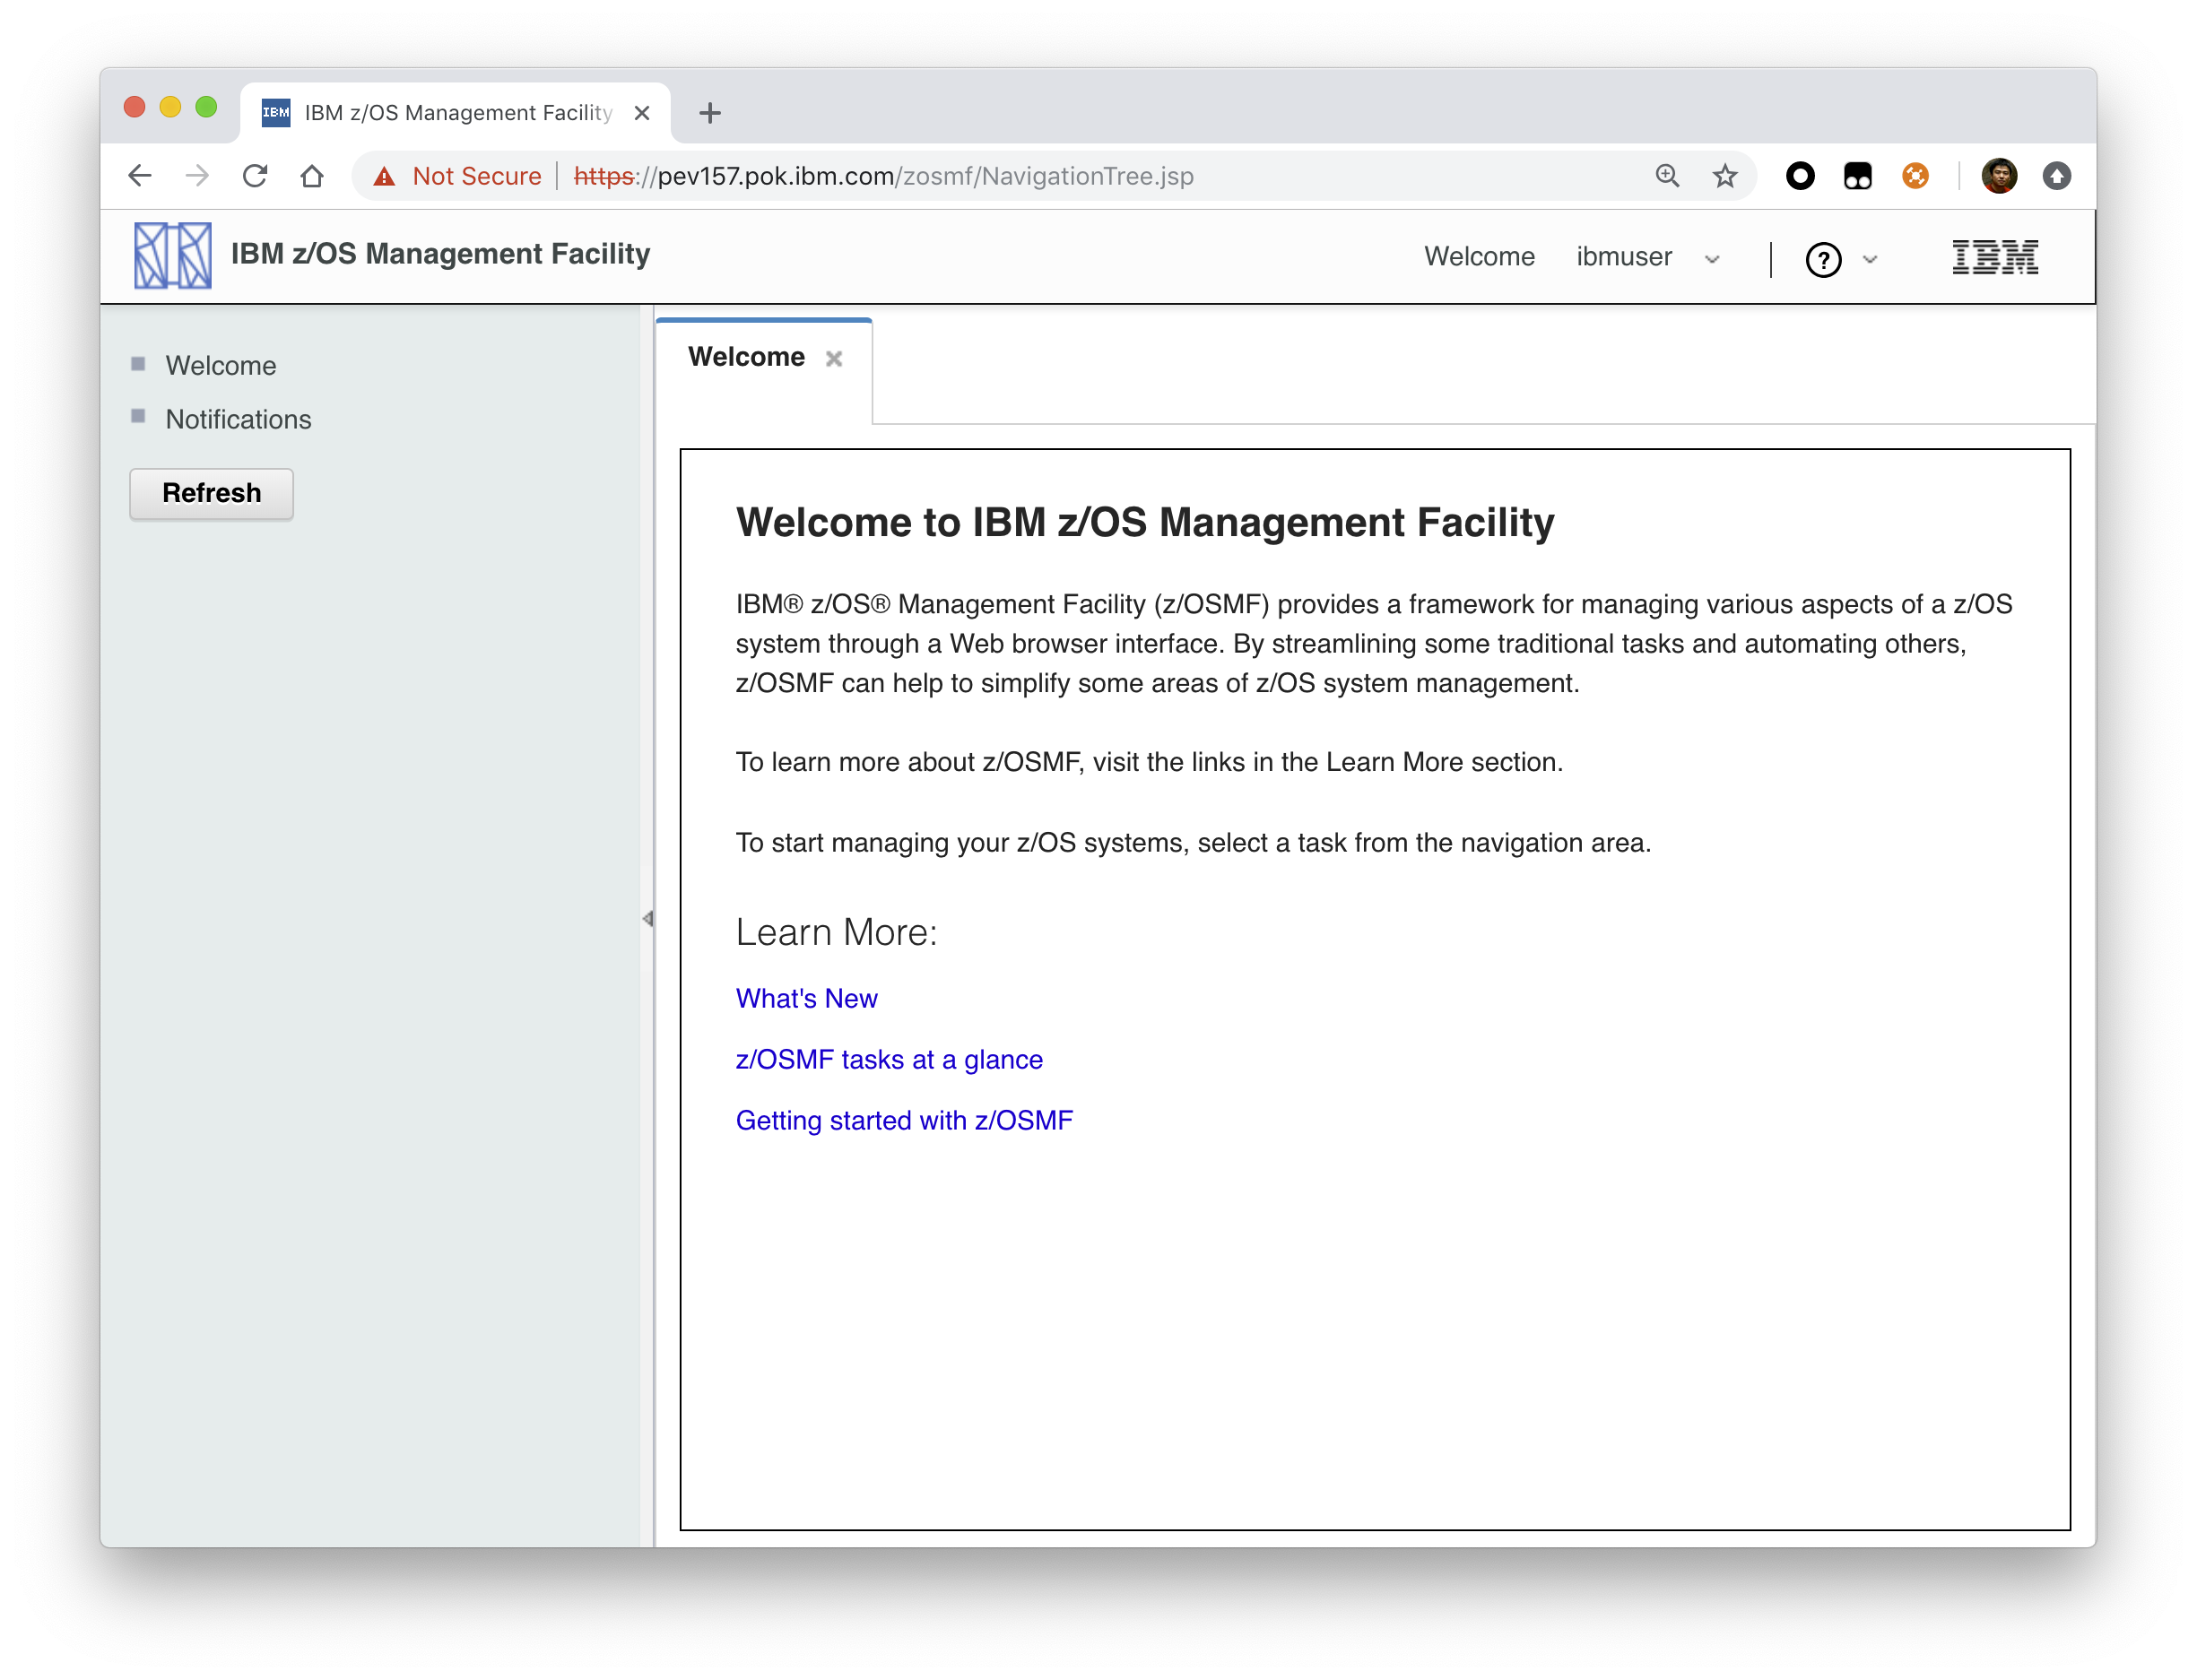 IBM
IBM z/OS Management Facility
Not Secure
https://pev157.pok.ibm.com/zosmf/NavigationTree.jsp
IBM z/OS Management Facility
Welcome ibmuser
?
IBM
Welcome
Notifications
Refresh
Welcome
Welcome to IBM z/OS Management Facility
IBM® z/OS® Management Facility (z/OSMF) provides a framework for managing various aspects of a z/OS
system through a Web browser interface. By streamlining some traditional tasks and automating others,
z/OSMF can help to simplify some areas of z/OS system management.
To learn more about z/OSMF, visit the links in the Learn More section.
To start managing your z/OS systems, select a task from the navigation area.
Learn More:
What's New
z/OSMF tasks at a glance
Getting started with z/OSMF